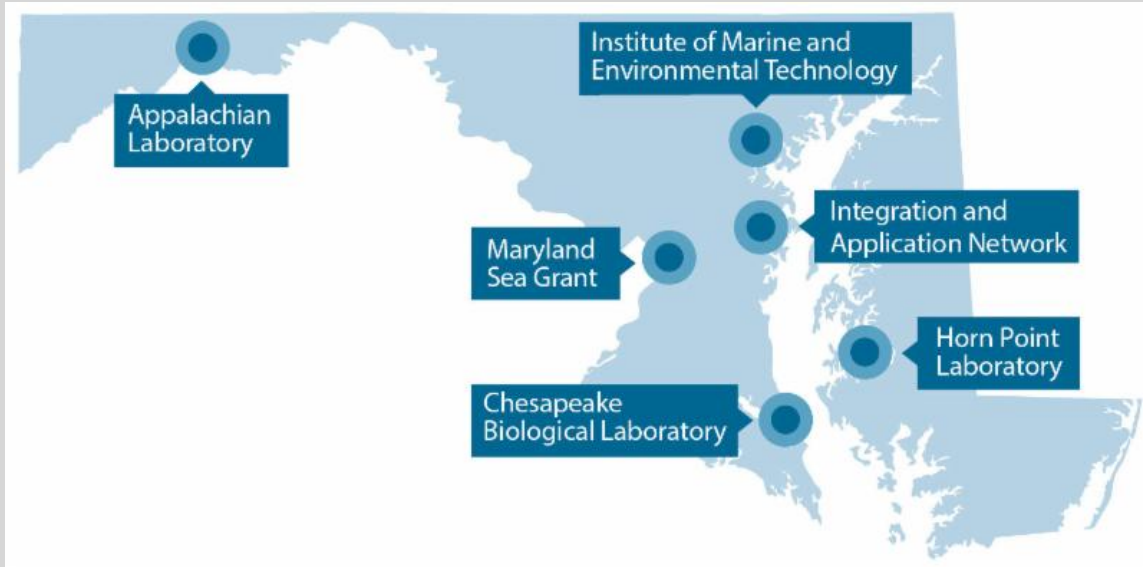 Institute of Marine and
Environmental Technology
Appalachian
Laboratory
Integration and
Application Network
Maryland
Sea Grant
Horn Point
Laboratory
Chesapeake
Biological Laboratory